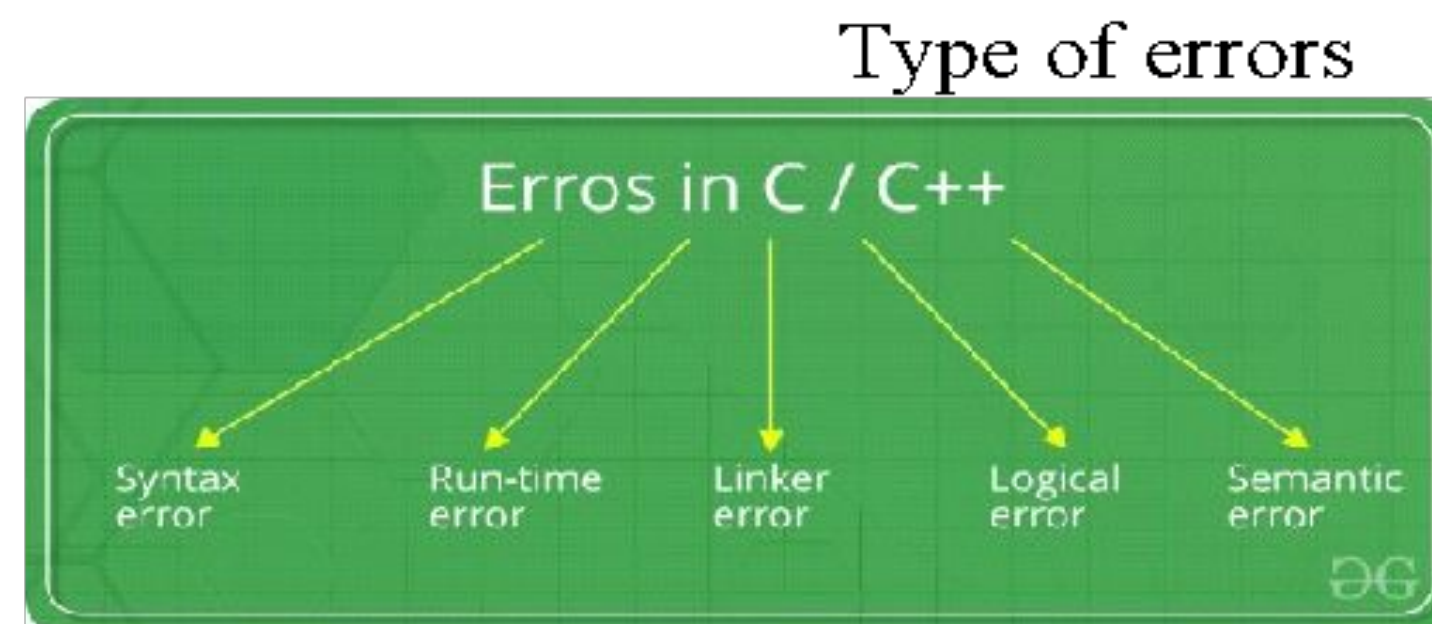 Type of errors
Erros in C / C++
Syntax error
Run-time error
Linker error
Logical error
Semantic error
GG